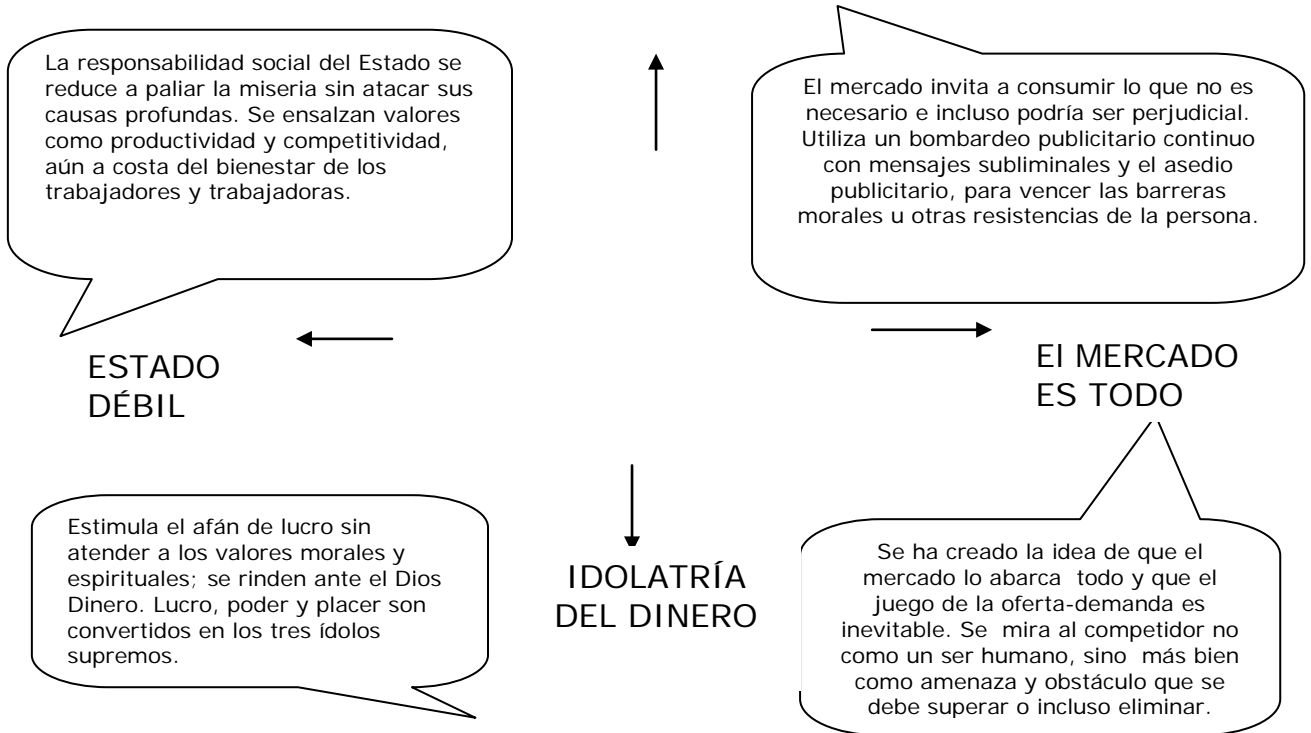 La responsabilidad social del Estado se
reduce a paliar la miseria sin atacar sus
causas profundas. Se ensalzan valores
como productividad y competitividad,
aún a costa del bienestar de los
trabajadores y trabajadoras.
El mercado invita a consumir lo que no es
necesario e incluso podría ser perjudicial.
Utiliza un bombardeo publicitario continuo
con mensajes subliminales y el asedio
publicitario, para vencer las barreras
morales u otras resistencias de la persona.
ESTADO
DÉBIL
El MERCADO
ES TODO
Estimula el afán de lucro sin
atender a los valores morales y
espirituales; se rinden ante el Dios
Dinero. Lucro, poder y placer son
convertidos en los tres ídolos
supremos.
IDOLATRÍA
DEL DINERO
Se ha creado la idea de que el
mercado lo abarca todo y que el
juego de la oferta-demanda es
inevitable. Se mira al competidor no
como un ser humano, sino más bien
como amenaza y obstáculo que se
debe superar o incluso eliminar.